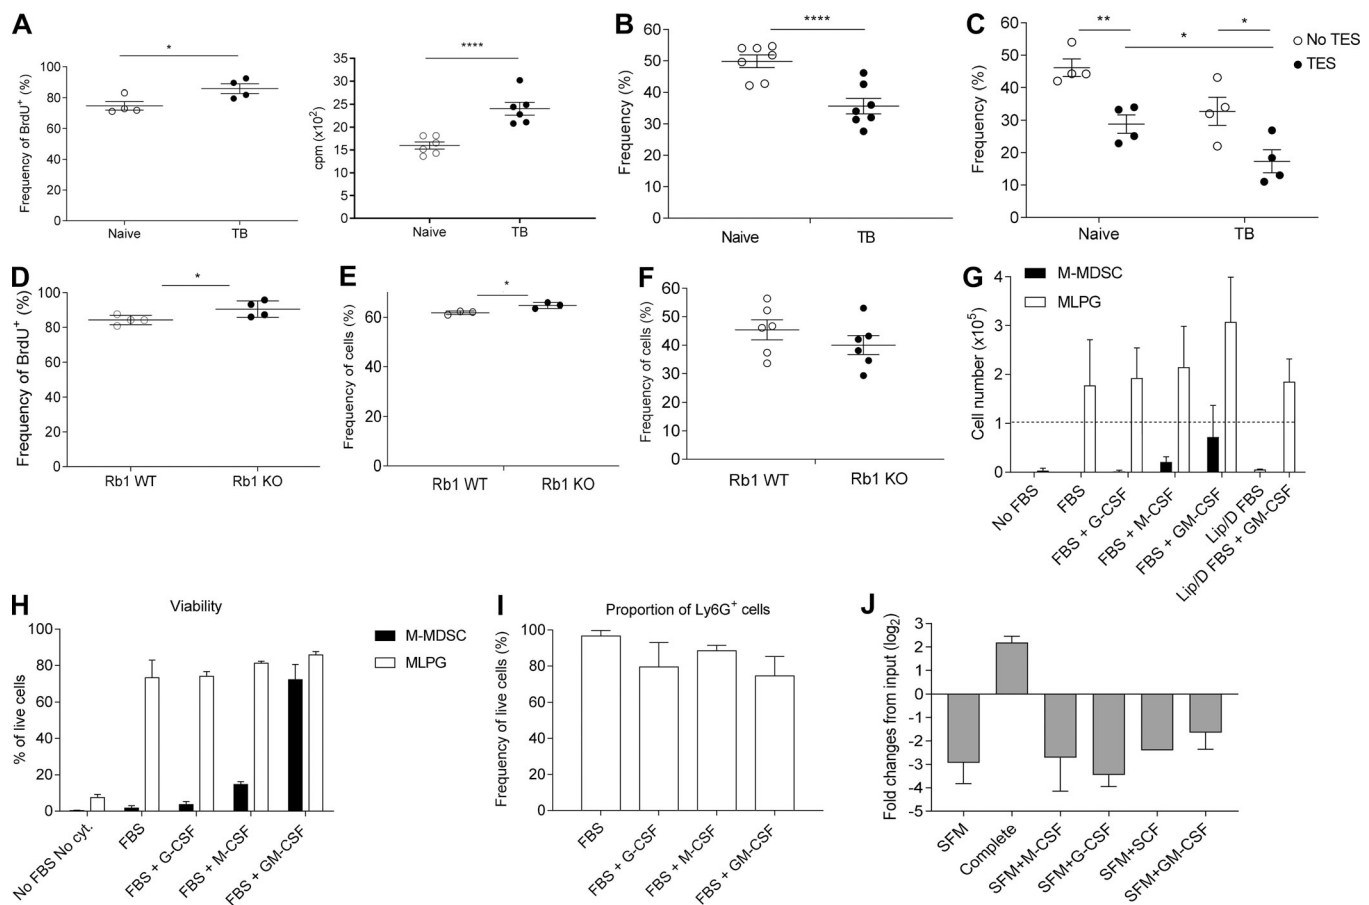 A
Frequency of BrdU⁺ (%)
100
80
60
40
20
0
*
Naive
TB
cpm (x10²)
35
30
25
20
15
10
5
0
****
Naive
TB
B
Frequency (%)
60
50
40
30
20
10
0
****
Naive
TB
C
Frequency (%)
60
50
40
30
20
10
0
**
*
*
No TES
TES
Naive
TB
D
Frequency of BrdU⁺ (%)
100
80
60
40
20
0
*
Rb1 WT
Rb1 KO
E
Frequency of cells (%)
60
40
20
0
*
Rb1 WT
Rb1 KO
F
Frequency of cells (%)
60
50
40
30
20
10
0
Rb1 WT
Rb1 KO
G
M-MDSC
MLPG
Cell number (x10⁵)
4
3
2
1
0
No FBS
FBS
FBS + G-CSF
FBS + M-CSF
FBS + GM-CSF
Lip/D FBS
Lip/D FBS + GM-CSF
H
Viability
% of live cells
100
80
60
40
20
0
M-MDSC
MLPG
No FBS No cyt.
FBS
FBS + G-CSF
FBS + M-CSF
FBS + GM-CSF
I
Proportion of Ly6G⁺ cells
Frequency of live cells (%)
100
80
60
40
20
0
FBS
FBS + G-CSF
FBS + M-CSF
FBS + GM-CSF
J
Fold changes from input (log₂)
3
2
1
0
-2
-3
-4
-5
SFM
Complete
SFM+M-CSF
SFM+G-CSF
SFM+SCF
SFM+GM-CSF